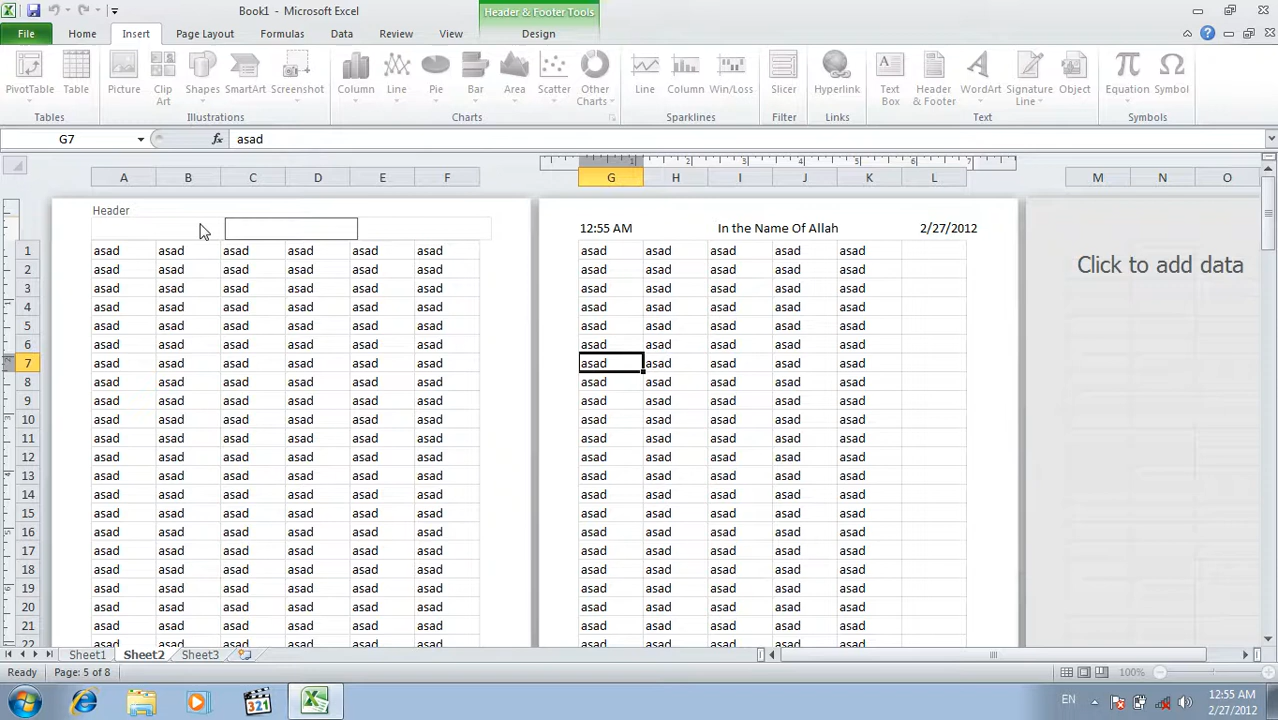 Book1 - Microsoft Excel
Header & Footer Tools
File Home Insert Page Layout Formulas Data Review View Design
PivotTable Table Picture Clip Art Shapes SmartArt Screenshot Column Line Pie Bar Area Scatter Other Charts Line Column Win/Loss Slicer Hyperlink Text Box Header & Footer WordArt Signature Line Object Equation Symbol
Tables Illustrations Charts Sparklines Filter Links Text Symbols
G7 fx asad
1 2 3 4 5 6 7
A B C D E F G H I J K L M N O
Header
12:55 AM In the Name Of Allah 2/27/2012
1 asad asad asad asad asad asad asad asad asad asad asad
Click to add data
2 asad asad asad asad asad asad asad asad asad asad asad
3 asad asad asad asad asad asad asad asad asad asad asad
4 asad asad asad asad asad asad asad asad asad asad asad
5 asad asad asad asad asad asad asad asad asad asad asad
6 asad asad asad asad asad asad asad asad asad asad asad
7 asad asad asad asad asad asad asad asad asad asad asad
8 asad asad asad asad asad asad asad asad asad asad asad
9 asad asad asad asad asad asad asad asad asad asad asad
10 asad asad asad asad asad asad asad asad asad asad asad
11 asad asad asad asad asad asad asad asad asad asad asad
12 asad asad asad asad asad asad asad asad asad asad asad
13 asad asad asad asad asad asad asad asad asad asad asad
14 asad asad asad asad asad asad asad asad asad asad asad
15 asad asad asad asad asad asad asad asad asad asad asad
16 asad asad asad asad asad asad asad asad asad asad asad
17 asad asad asad asad asad asad asad asad asad asad asad
18 asad asad asad asad asad asad asad asad asad asad asad
19 asad asad asad asad asad asad asad asad asad asad asad
20 asad asad asad asad asad asad asad asad asad asad asad
21 asad asad asad asad asad asad asad asad asad asad asad
22 asad asad asad asad asad asad asad asad asad asad asad
Sheet1 Sheet2 Sheet3
Ready Page: 5 of 8 100%
321
EN 12:55 AM
2/27/2012